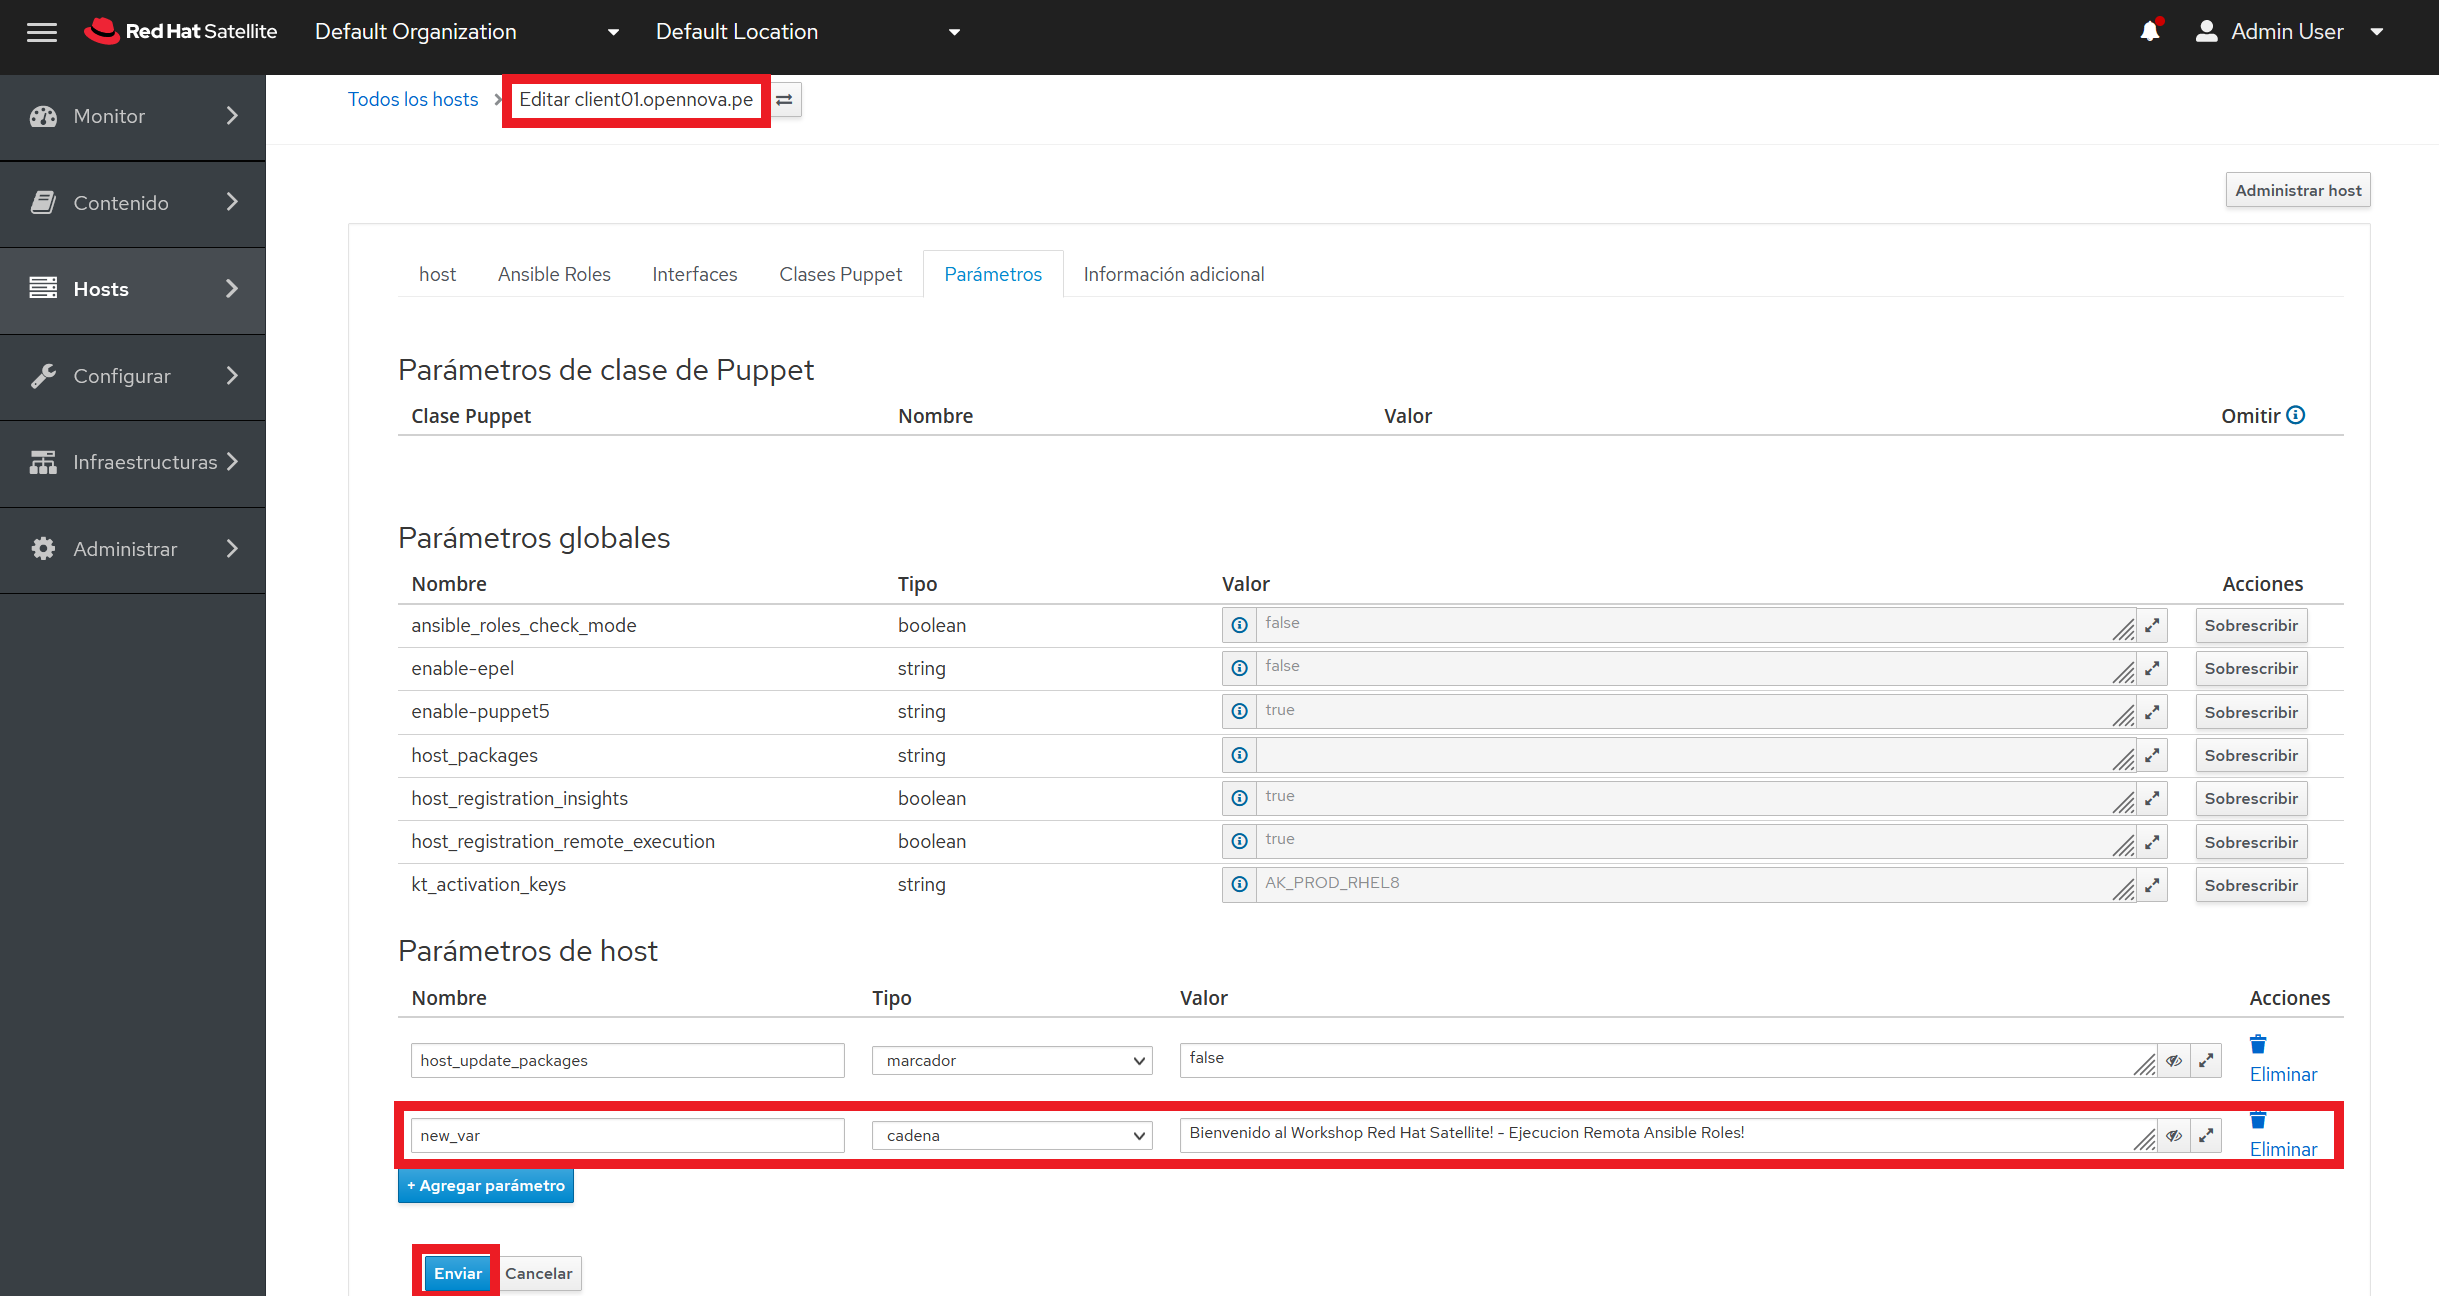 Red Hat Satellite Default Organization Default Location Admin User
Todos los hosts Editar client01.opennova.pe
Monitor
Contenido
Hosts
Configurar
Infraestructuras
Administrar
Administrar host
host Ansible Roles Interfaces Clases Puppet Parámetros Información adicional
Parámetros de clase de Puppet
Clase Puppet Nombre Valor Omitir
Parámetros globales
Nombre Tipo Valor Acciones
ansible_roles_check_mode boolean false Sobrescribir
enable-epel string false Sobrescribir
enable-puppet5 string true Sobrescribir
host_packages string Sobrescribir
host_registration_insights boolean true Sobrescribir
host_registration_remote_execution boolean true Sobrescribir
kt_activation_keys string AK_PROD_RHEL8 Sobrescribir
Parámetros de host
Nombre Tipo Valor Acciones
host_update_packages marcador false Eliminar
new_var cadena Bienvenido al Workshop Red Hat Satellite! - Ejecucion Remota Ansible Roles! Eliminar
+ Agregar parámetro
Enviar Cancelar